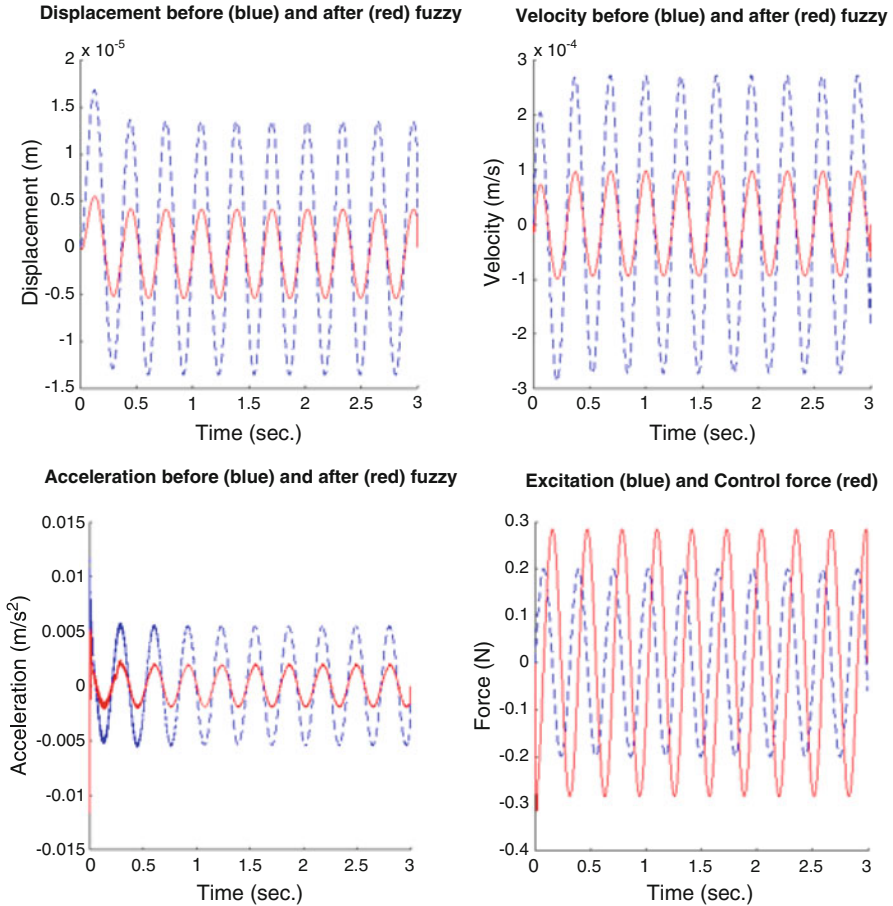 Displacement before (blue) and after (red) fuzzy
x 10-5
2
1.5
1
0.5
0
-0.5
-1
-1.5
Displacement (m)
0 0.5 1 1.5 2 2.5 3
Time (sec.)
Velocity before (blue) and after (red) fuzzy
x 10-4
3
2
1
0
-1
-2
-3
Velocity (m/s)
0 0.5 1 1.5 2 2.5 3
Time (sec.)
Acceleration before (blue) and after (red) fuzzy
0.015
0.01
0.005
0
-0.005
-0.01
-0.015
Acceleration (m/s2)
0 0.5 1 1.5 2 2.5 3
Time (sec.)
Excitation (blue) and Control force (red)
0.3
0.2
0.1
0
-0.1
-0.2
-0.3
-0.4
Force (N)
0 0.5 1 1.5 2 2.5 3
Time (sec.)